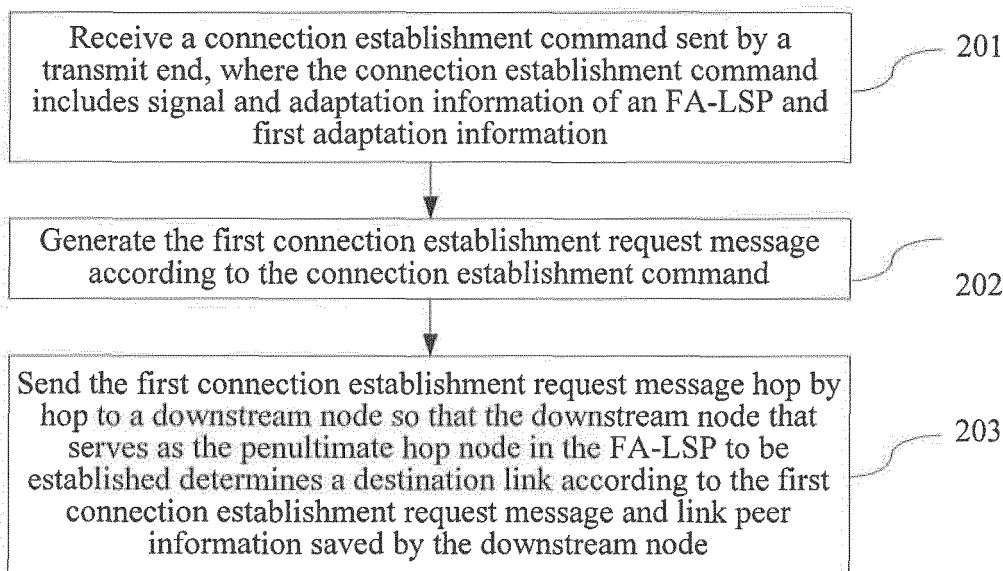 Receive a connection establishment command sent by a
transmit end, where the connection establishment command
includes signal and adaptation information of an FA-LSP and
first adaptation information
201
Generate the first connection establishment request message
according to the connection establishment command
202
Send the first connection establishment request message hop by
hop to a downstream node so that the downstream node that
serves as the penultimate hop node in the FA-LSP to be
established determines a destination link according to the first
connection establishment request message and link peer
information saved by the downstream node
203